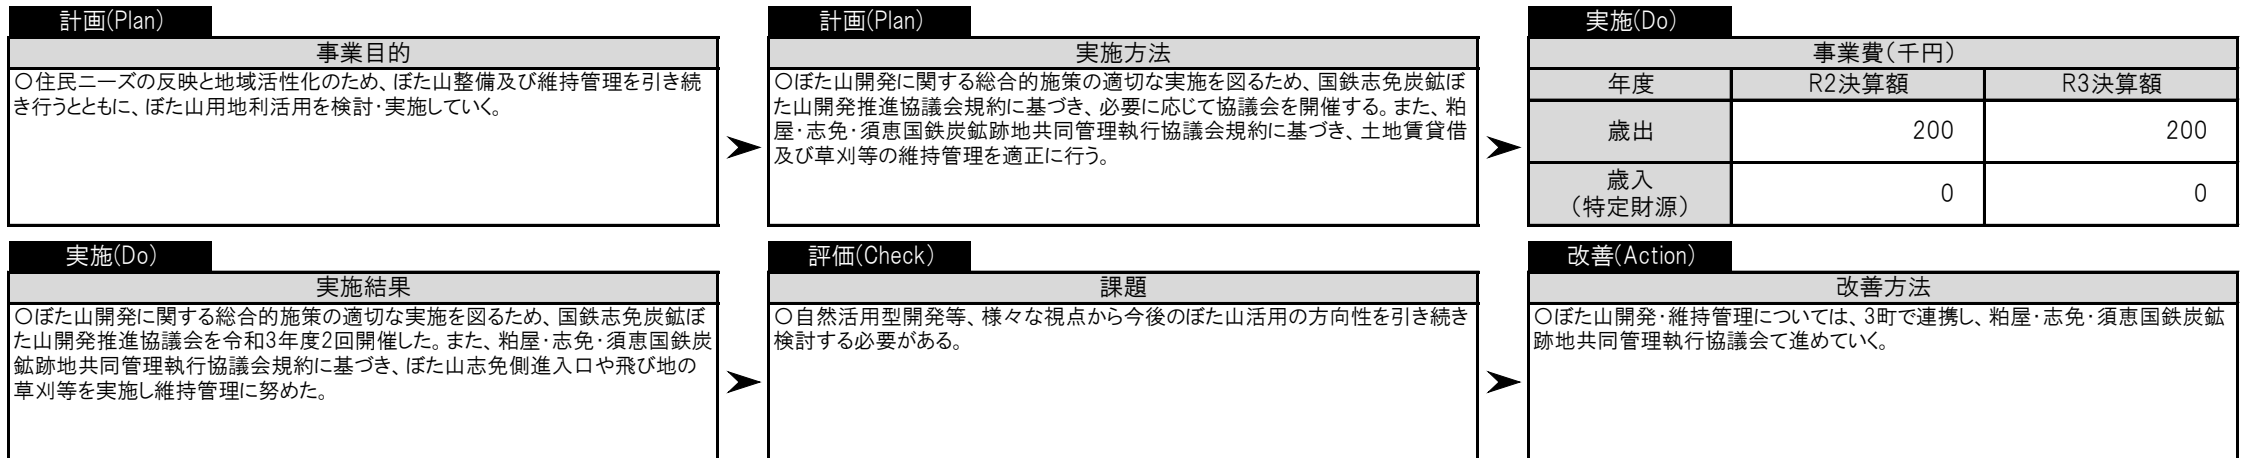 計画(Plan)
事業目的
○住民ニーズの反映と地域活性化のため、ぼた山整備及び維持管理を引き続
き行うとともに、ぼた山用地利活用を検討・実施していく。
計画(Plan)
実施方法
○ぼた山開発に関する総合的施策の適切な実施を図るため、国鉄志免炭鉱ぼ
た山開発推進協議会規約に基づき、必要に応じて協議会を開催する。また、粕
屋・志免・須恵国鉄炭鉱跡地共同管理執行協議会規約に基づき、土地賃貸借
及び草刈等の維持管理を適正に行う。
実施(Do)
事業費(千円)
年度 R2決算額 R3決算額
歳出 200 200
歳入
(特定財源) 0 0
実施(Do)
実施結果
○ぼた山開発に関する総合的施策の適切な実施を図るため、国鉄志免炭鉱ぼ
た山開発推進協議会を令和3年度2回開催した。また、粕屋・志免・須恵国鉄炭
鉱跡地共同管理執行協議会規約に基づき、ぼた山志免側進入口や飛び地の
草刈等を実施し維持管理に努めた。
評価(Check)
課題
○自然活用型開発等、様々な視点から今後のぼた山活用の方向性を引き続き
検討する必要がある。
改善(Action)
改善方法
○ぼた山開発・維持管理については、3町で連携し、粕屋・志免・須恵国鉄炭鉱
跡地共同管理執行協議会て進めていく。